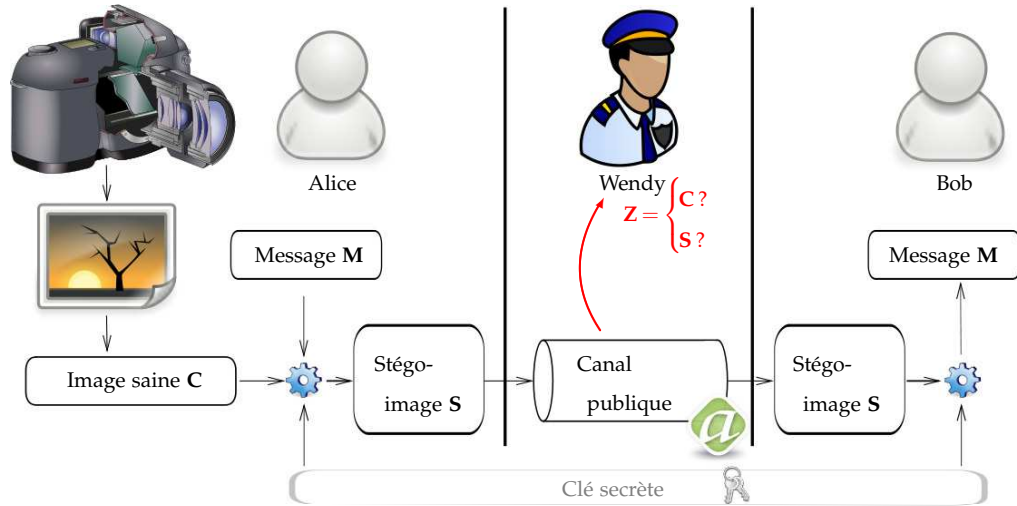 Alice
Wendy
Bob
Z = { C ?
S ?
Message M
Message M
Image saine C
Stégo-
image S
Canal
publique
Stégo-
image S
a
Clé secrète